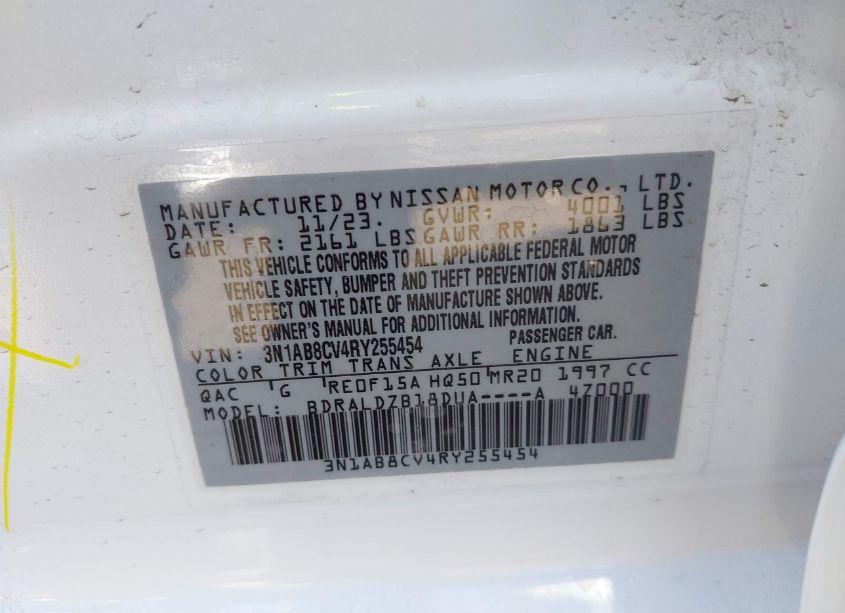 MANUFACTURED BY NISSAN MOTOR CO., LTD.
DATE: 11/23. GVWR: 4001 LBS
GAWR FR: 2161 LBS GAWR RR: 1863 LBS
THIS VEHICLE CONFORMS TO ALL APPLICABLE FEDERAL MOTOR
VEHICLE SAFETY, BUMPER AND THEFT PREVENTION STANDARDS
IN EFFECT ON THE DATE OF MANUFACTURE SHOWN ABOVE.
SEE OWNER'S MANUAL FOR ADDITIONAL INFORMATION.
VIN: 3N1AB8CV4RY255454 PASSENGER CAR.
COLOR TRIM TRANS AXLE ENGINE
QAC G RE0F15A HQ50 MR20 1997 CC
MODEL: BDRALDZB18DUA----A 4Z000
3N1AB8CV4RY255454